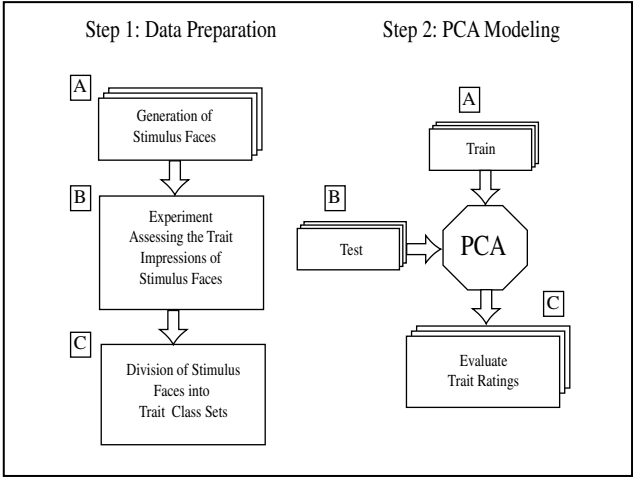 Step 1: Data Preparation
A
Generation of
Stimulus Faces
B
Experiment
Assessing the Trait
Impressions of
Stimulus Faces
C
Division of Stimulus
Faces into
Trait Class Sets
Step 2: PCA Modeling
A
Train
B
Test
PCA
C
Evaluate
Trait Ratings